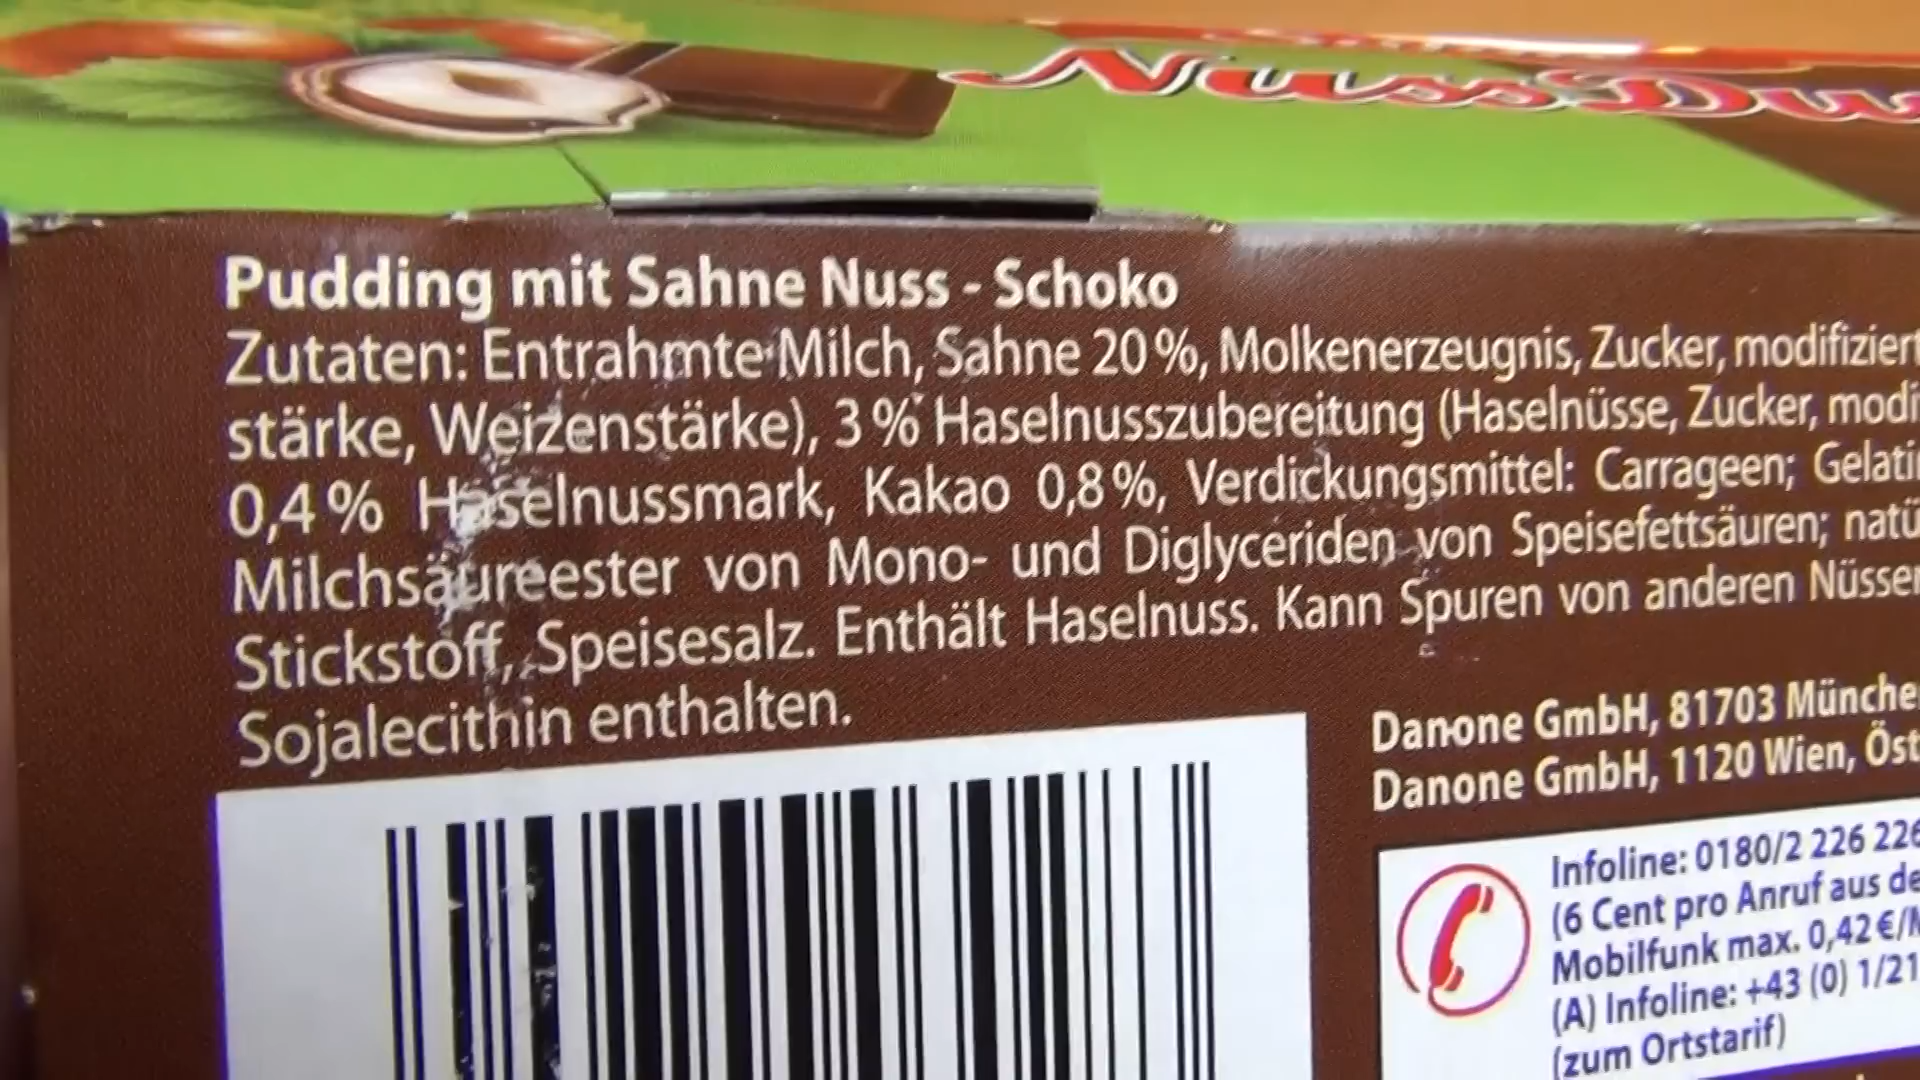 Nuss Du
Pudding mit Sahne Nuss - Schoko
Zutaten: Entrahmte Milch, Sahne 20 %, Molkenerzeugnis, Zucker, modifiziert
stärke, Weizenstärke), 3 % Haselnusszubereitung (Haselnüsse, Zucker, modi
0,4 % Haselnussmark, Kakao 0,8 %, Verdickungsmittel: Carrageen; Gelati
Milchsäureester von Mono- und Diglyceriden von Speisefettsäuren; natü
Stickstoff, Speisesalz. Enthält Haselnuss. Kann Spuren von anderen Nüssen
Sojalecithin enthalten.
Danone GmbH, 81703 Münche
Danone GmbH, 1120 Wien, Öst
Infoline: 0180/2 226 226
(6 Cent pro Anruf aus de
Mobilfunk max. 0,42 €/M
(A) Infoline: +43 (0) 1/21
(zum Ortstarif)